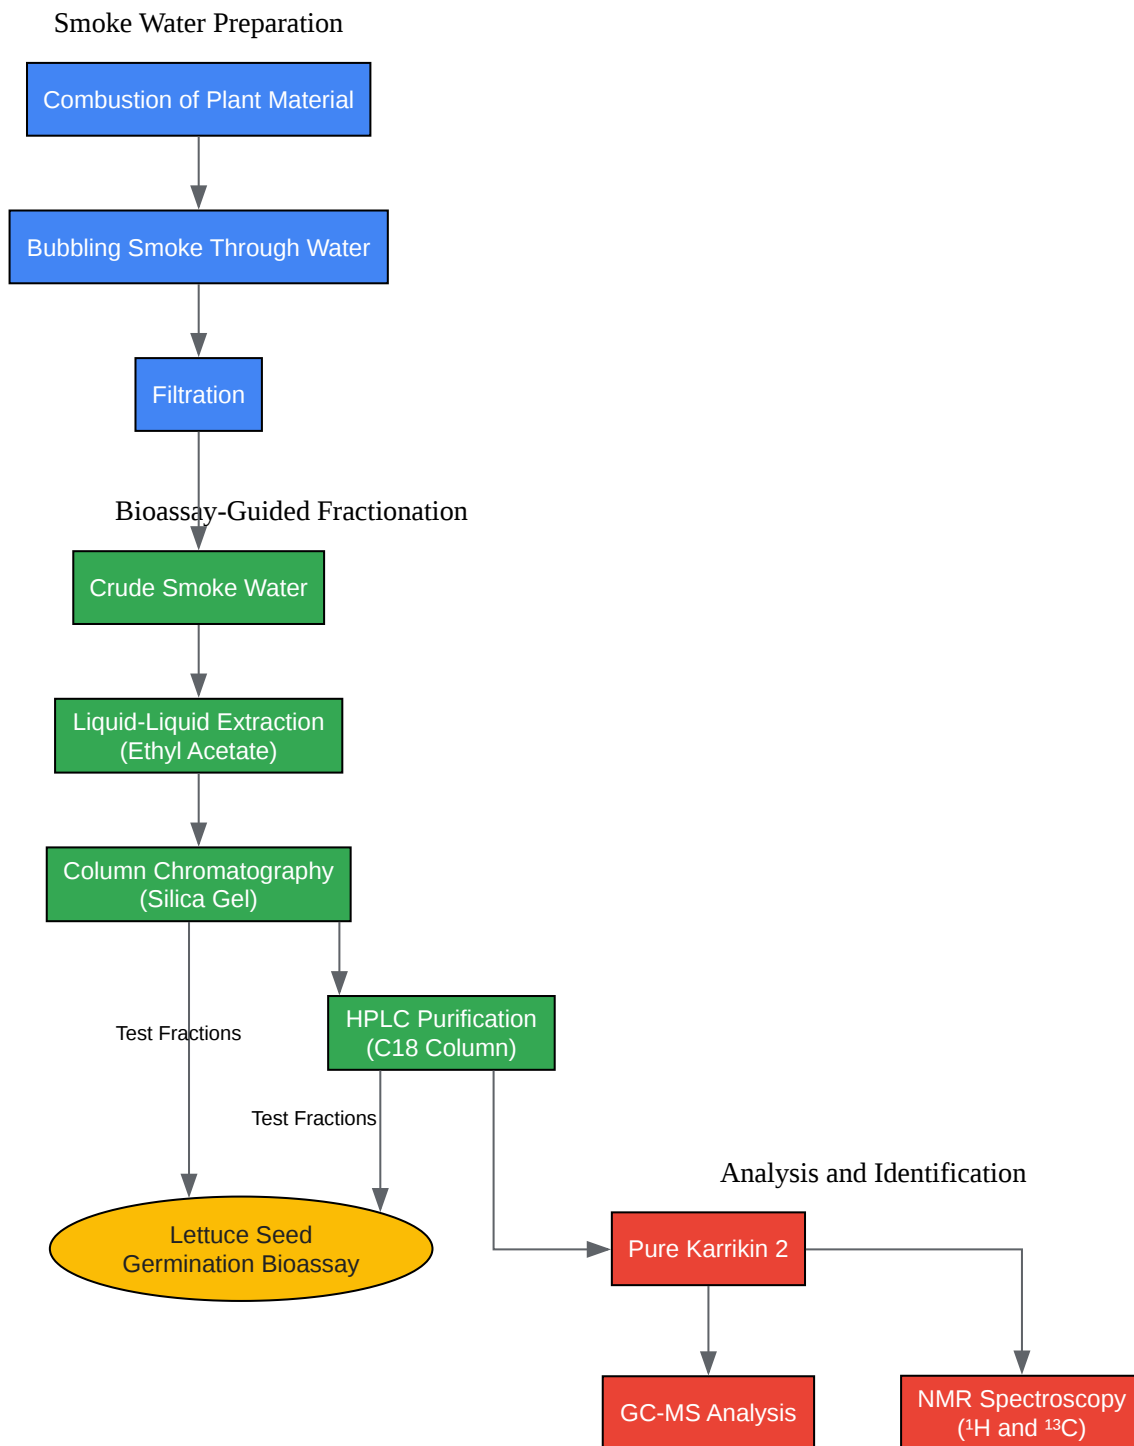 Smoke Water Preparation
Combustion of Plant Material
Bubbling Smoke Through Water
Filtration
Bioassay-Guided Fractionation
Crude Smoke Water
Liquid-Liquid Extraction
(Ethyl Acetate)
Column Chromatography
(Silica Gel)
HPLC Purification
(C18 Column)
Test Fractions
Test Fractions
Lettuce Seed
Germination Bioassay
Analysis and Identification
Pure Karrikin 2
GC-MS Analysis
NMR Spectroscopy
(¹H and ¹³C)